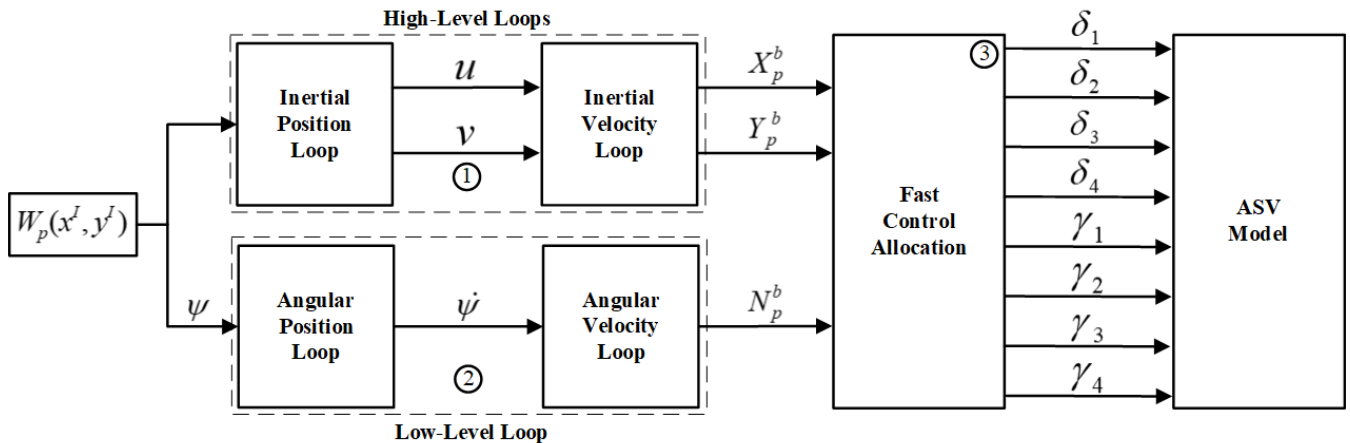 High-Level Loops
Inertial
Position
Loop
u
v
①
Inertial
Velocity
Loop
X_p^b
Y_p^b
W_p(x^I, y^I)
ψ
Angular
Position
Loop
ψ̇
②
Angular
Velocity
Loop
N_p^b
Low-Level Loop
Fast
Control
Allocation
③
δ_1
δ_2
δ_3
δ_4
γ_1
γ_2
γ_3
γ_4
ASV
Model